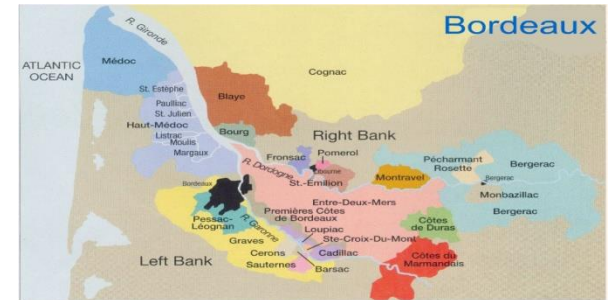 Bordeaux
R. Gironde
Médoc
ATLANTIC
OCEAN
Cognac
St. Estèphe
Pauillac
St. Julien
Haut-Médoc
Listrac
Moulis
Margaux
Blaye
Bourg
Right Bank
Fronsac
Pomerol
Libourne
St.-Emilion
R. Dordogne
Montravel
Pécharmant
Rosette
Bergerac
Bergerac
Monbazillac
Bergerac
Bordeaux
Pessac-
Léognan
R. Garonne
Entre-Deux-Mers
Premières Côtes
de Bordeaux
Loupiac
Ste-Croix-Du-Mont
Graves
Cerons
Cadillac
Sauternes
Barsac
Left Bank
Côtes
de Duras
Côtes du
Marmandais